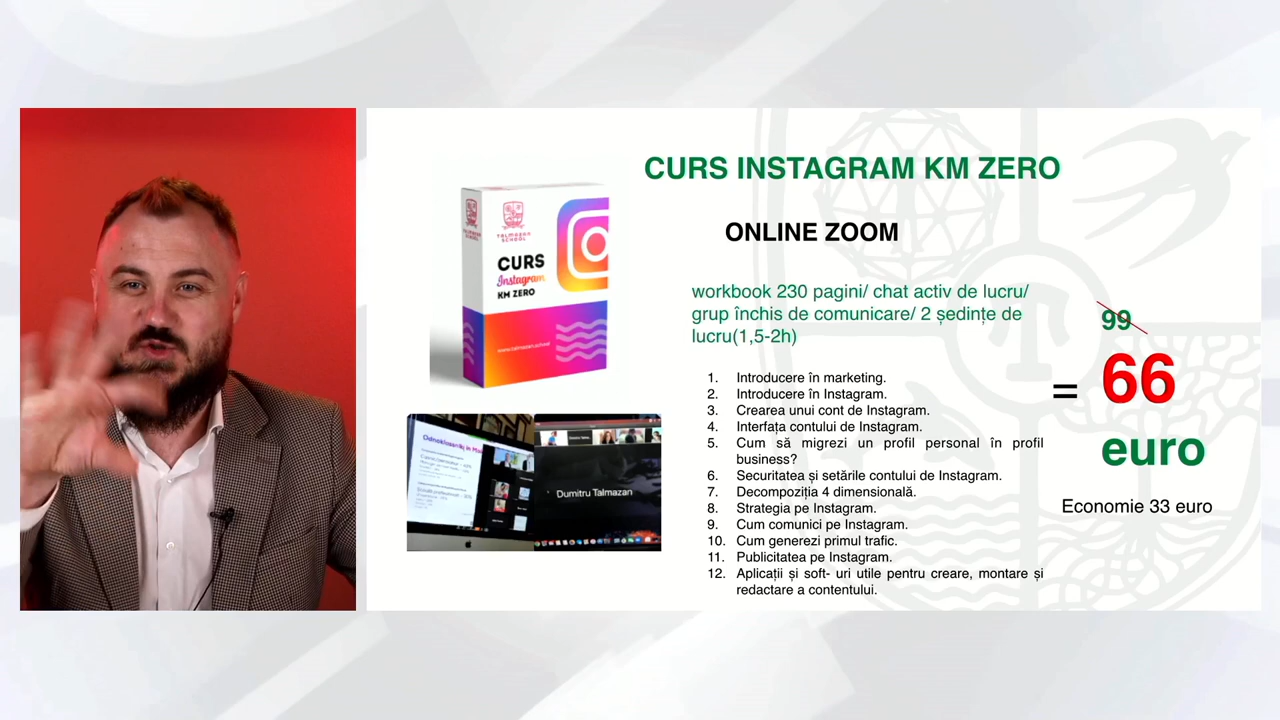 CURS INSTAGRAM KM ZERO
ONLINE ZOOM
TALMAZAN
SCHOOL
CURS
Instagram
KM ZERO
www.talmazan.school
workbook 230 pagini/ chat activ de lucru/
grup închis de comunicare/ 2 ședințe de
lucru(1,5-2h)
99
= 66
euro
Economie 33 euro
1. Introducere în marketing.
2. Introducere în Instagram.
3. Crearea unui cont de Instagram.
4. Interfața contului de Instagram.
5. Cum să migrezi un profil personal în profil
business?
6. Securitatea și setările contului de Instagram.
7. Decompoziția 4 dimensională.
8. Strategia pe Instagram.
9. Cum comunici pe Instagram.
10. Cum generezi primul trafic.
11. Publicitatea pe Instagram.
12. Aplicații și soft- uri utile pentru creare, montare și
redactare a contentului.
Dumitru Talmazan